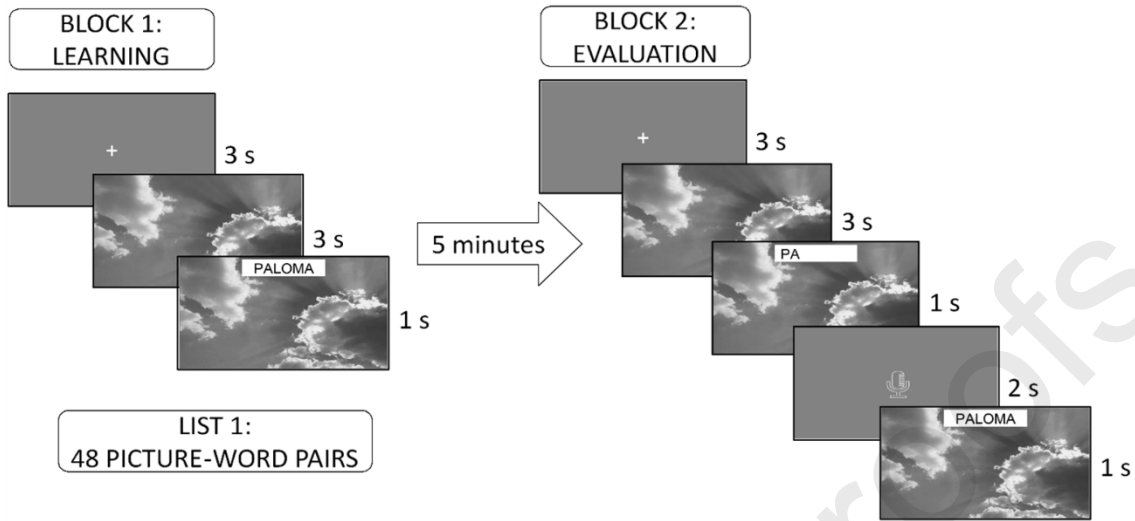 BLOCK 1:
LEARNING
+
3 s
3 s
PALOMA
1 s
LIST 1:
48 PICTURE-WORD PAIRS
5 minutes
BLOCK 2:
EVALUATION
+
3 s
3 s
PA
1 s
2 s
PALOMA
1 s